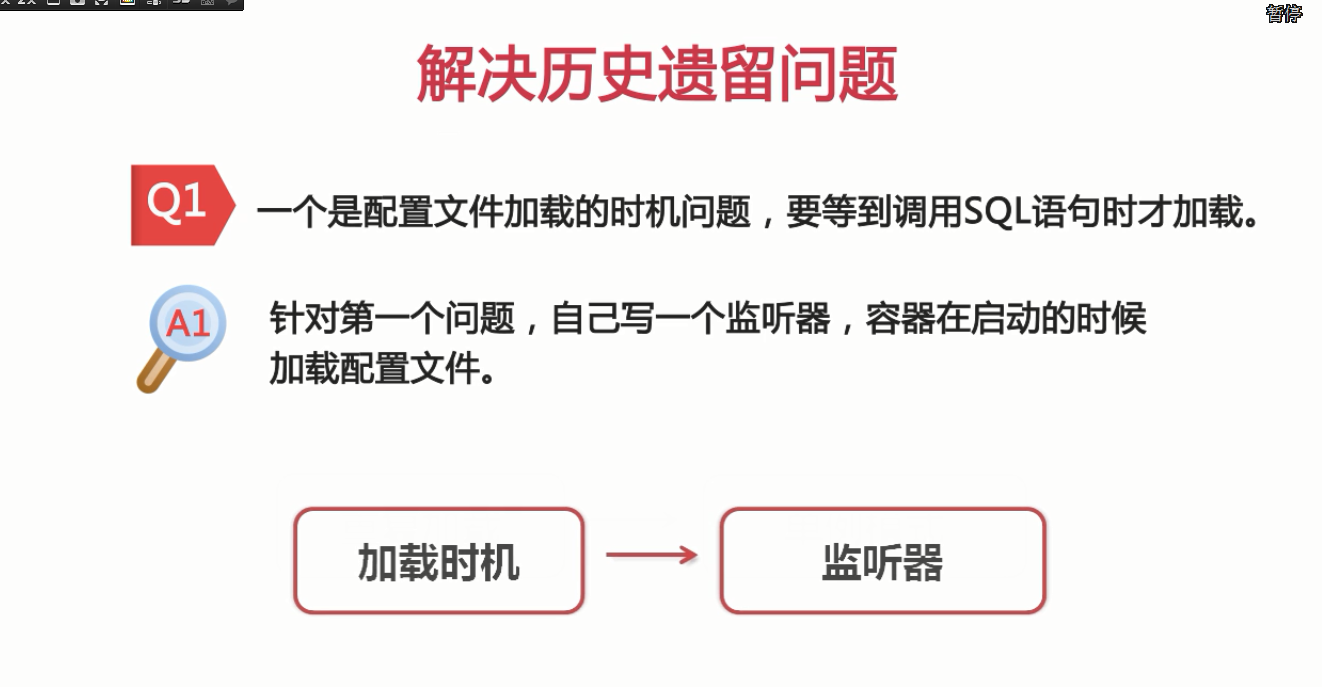 暂停
解决历史遗留问题
Q1
一个是配置文件加载的时机问题，要等到调用SQL语句时才加载。
A1
针对第一个问题，自己写一个监听器，容器在启动的时候
加载配置文件。
加载时机
监听器